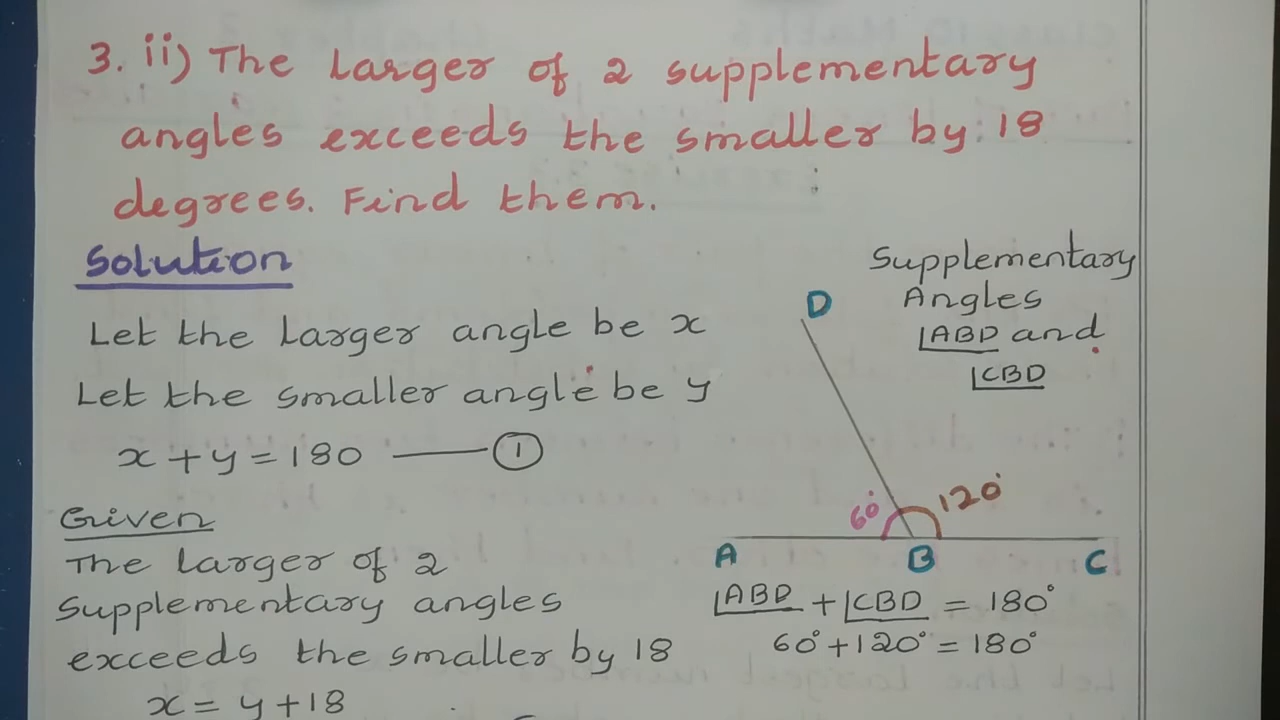 3. ii) The larger of 2 supplementary
angles exceeds the smaller by 18
degrees. Find them.
Solution
Let the larger angle be x
Let the smaller angle be y
x + y = 180 —— ①
Given
The larger of 2
supplementary angles
exceeds the smaller by 18
x = y + 18
Supplementary
Angles
∠ABD and
∠CBD
D
60° 120°
A B C
∠ABD + ∠CBD = 180°
60° + 120° = 180°